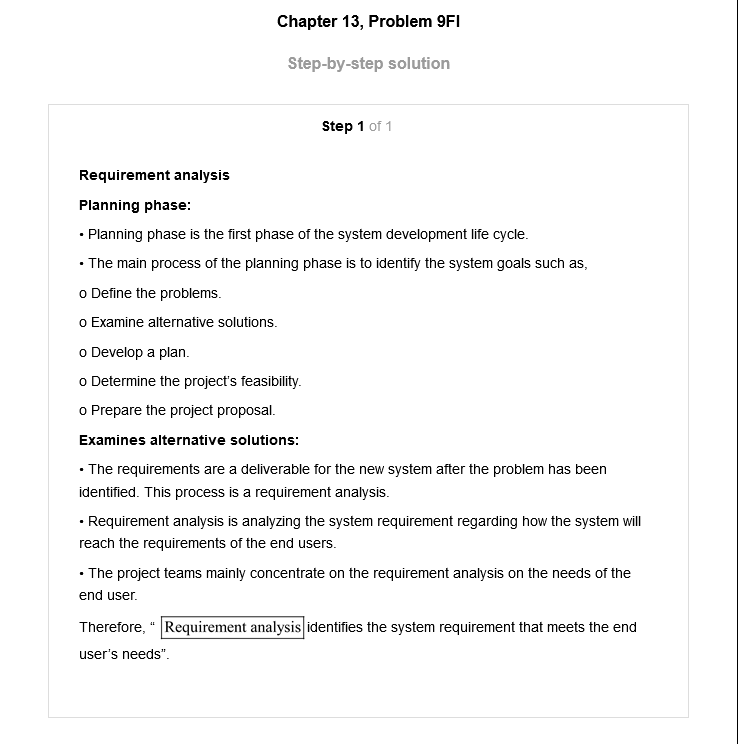 Chapter 13, Problem 9FI
Step-by-step solution
Step 1 of 1
Requirement analysis
Planning phase:
• Planning phase is the first phase of the system development life cycle.
• The main process of the planning phase is to identify the system goals such as,
o Define the problems.
o Examine alternative solutions.
o Develop a plan.
o Determine the project's feasibility.
o Prepare the project proposal.
Examines alternative solutions:
• The requirements are a deliverable for the new system after the problem has been
identified. This process is a requirement analysis.
• Requirement analysis is analyzing the system requirement regarding how the system will
reach the requirements of the end users.
• The project teams mainly concentrate on the requirement analysis on the needs of the
end user.
Therefore, “ Requirement analysis identifies the system requirement that meets the end
user's needs”.